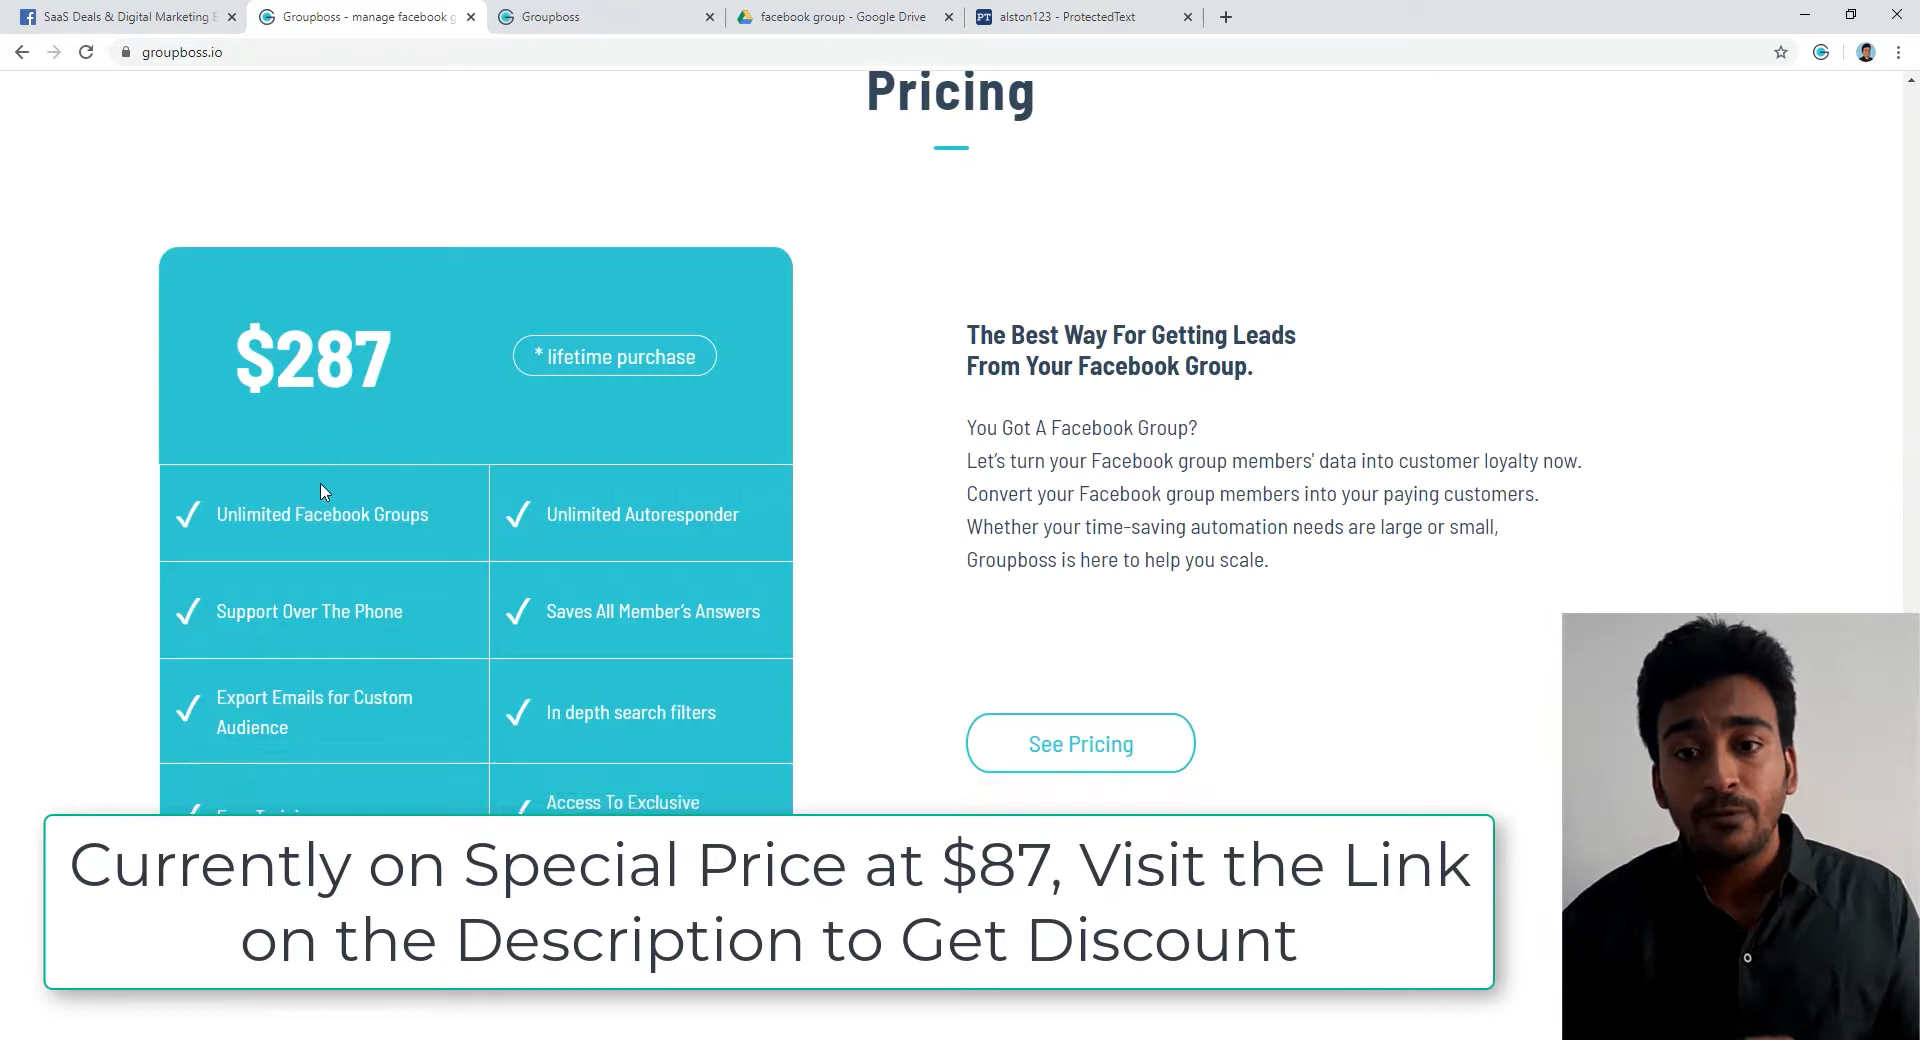 SaaS Deals & Digital Marketing E
Groupboss - manage facebook g
Groupboss
facebook group - Google Drive
PT
alston123 - ProtectedText
groupboss.io
Pricing
$287
* lifetime purchase
Unlimited Facebook Groups
Unlimited Autoresponder
Support Over The Phone
Saves All Member's Answers
Export Emails for Custom
Audience
In depth search filters
Access To Exclusive
The Best Way For Getting Leads
From Your Facebook Group.
You Got A Facebook Group?
Let's turn your Facebook group members' data into customer loyalty now.
Convert your Facebook group members into your paying customers.
Whether your time-saving automation needs are large or small,
Groupboss is here to help you scale.
See Pricing
Currently on Special Price at $87, Visit the Link
on the Description to Get Discount